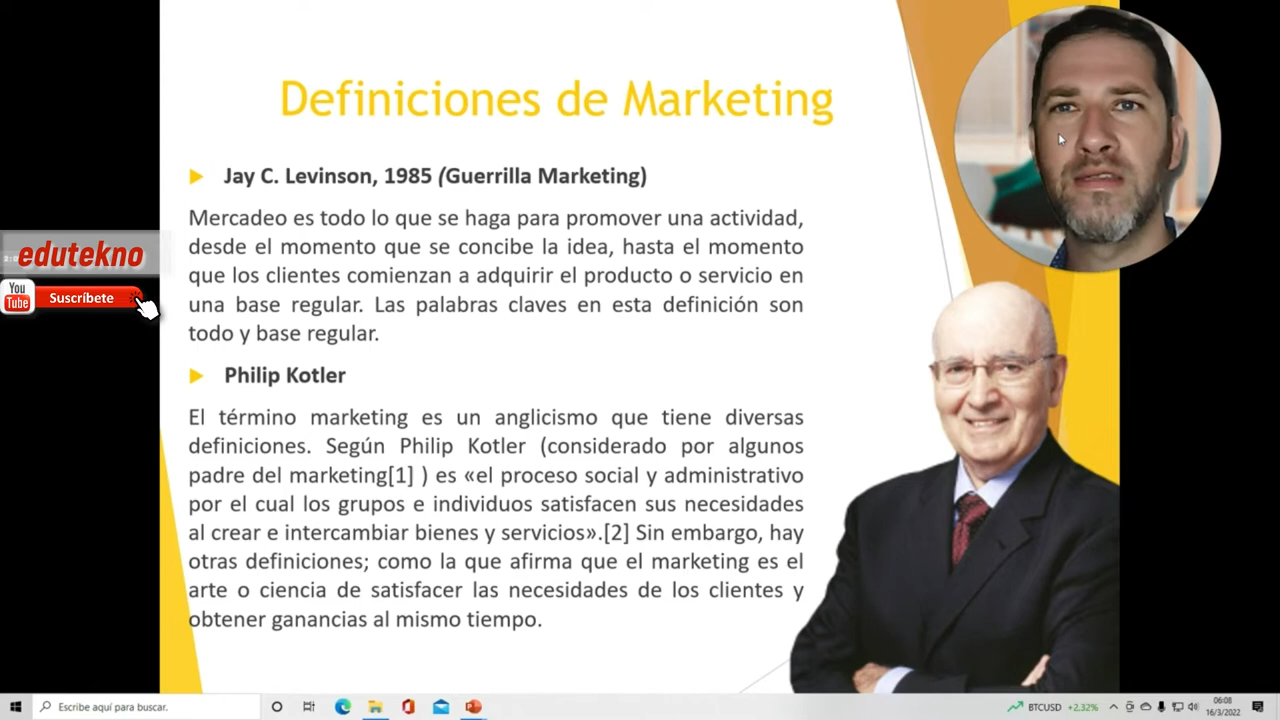 Definiciones de Marketing
Jay C. Levinson, 1985 (Guerrilla Marketing)
Mercadeo es todo lo que se haga para promover una actividad,
desde el momento que se concibe la idea, hasta el momento
que los clientes comienzan a adquirir el producto o servicio en
una base regular. Las palabras claves en esta definición son
todo y base regular.
Philip Kotler
El término marketing es un anglicismo que tiene diversas
definiciones. Según Philip Kotler (considerado por algunos
padre del marketing[1] ) es «el proceso social y administrativo
por el cual los grupos e individuos satisfacen sus necesidades
al crear e intercambiar bienes y servicios».[2] Sin embargo, hay
otras definiciones; como la que afirma que el marketing es el
arte o ciencia de satisfacer las necesidades de los clientes y
obtener ganancias al mismo tiempo.
edutekno
You
Tube
Suscríbete
Escribe aquí para buscar.
BTCUSD +2,32%
06:08
16/3/2022